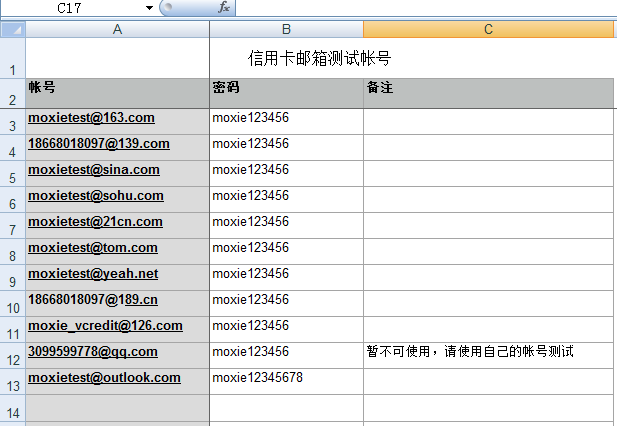 C17 fx
A B C
1 信用卡邮箱测试帐号
2 帐号 密码 备注
3 moxietest@163.com moxie123456
4 18668018097@139.com moxie123456
5 moxietest@sina.com moxie123456
6 moxietest@sohu.com moxie123456
7 moxietest@21cn.com moxie123456
8 moxietest@tom.com moxie123456
9 moxietest@yeah.net moxie123456
10 18668018097@189.cn moxie123456
11 moxie_vcredit@126.com moxie123456
12 3099599778@qq.com moxie123456 暂不可使用，请使用自己的帐号测试
13 moxietest@outlook.com moxie12345678
14